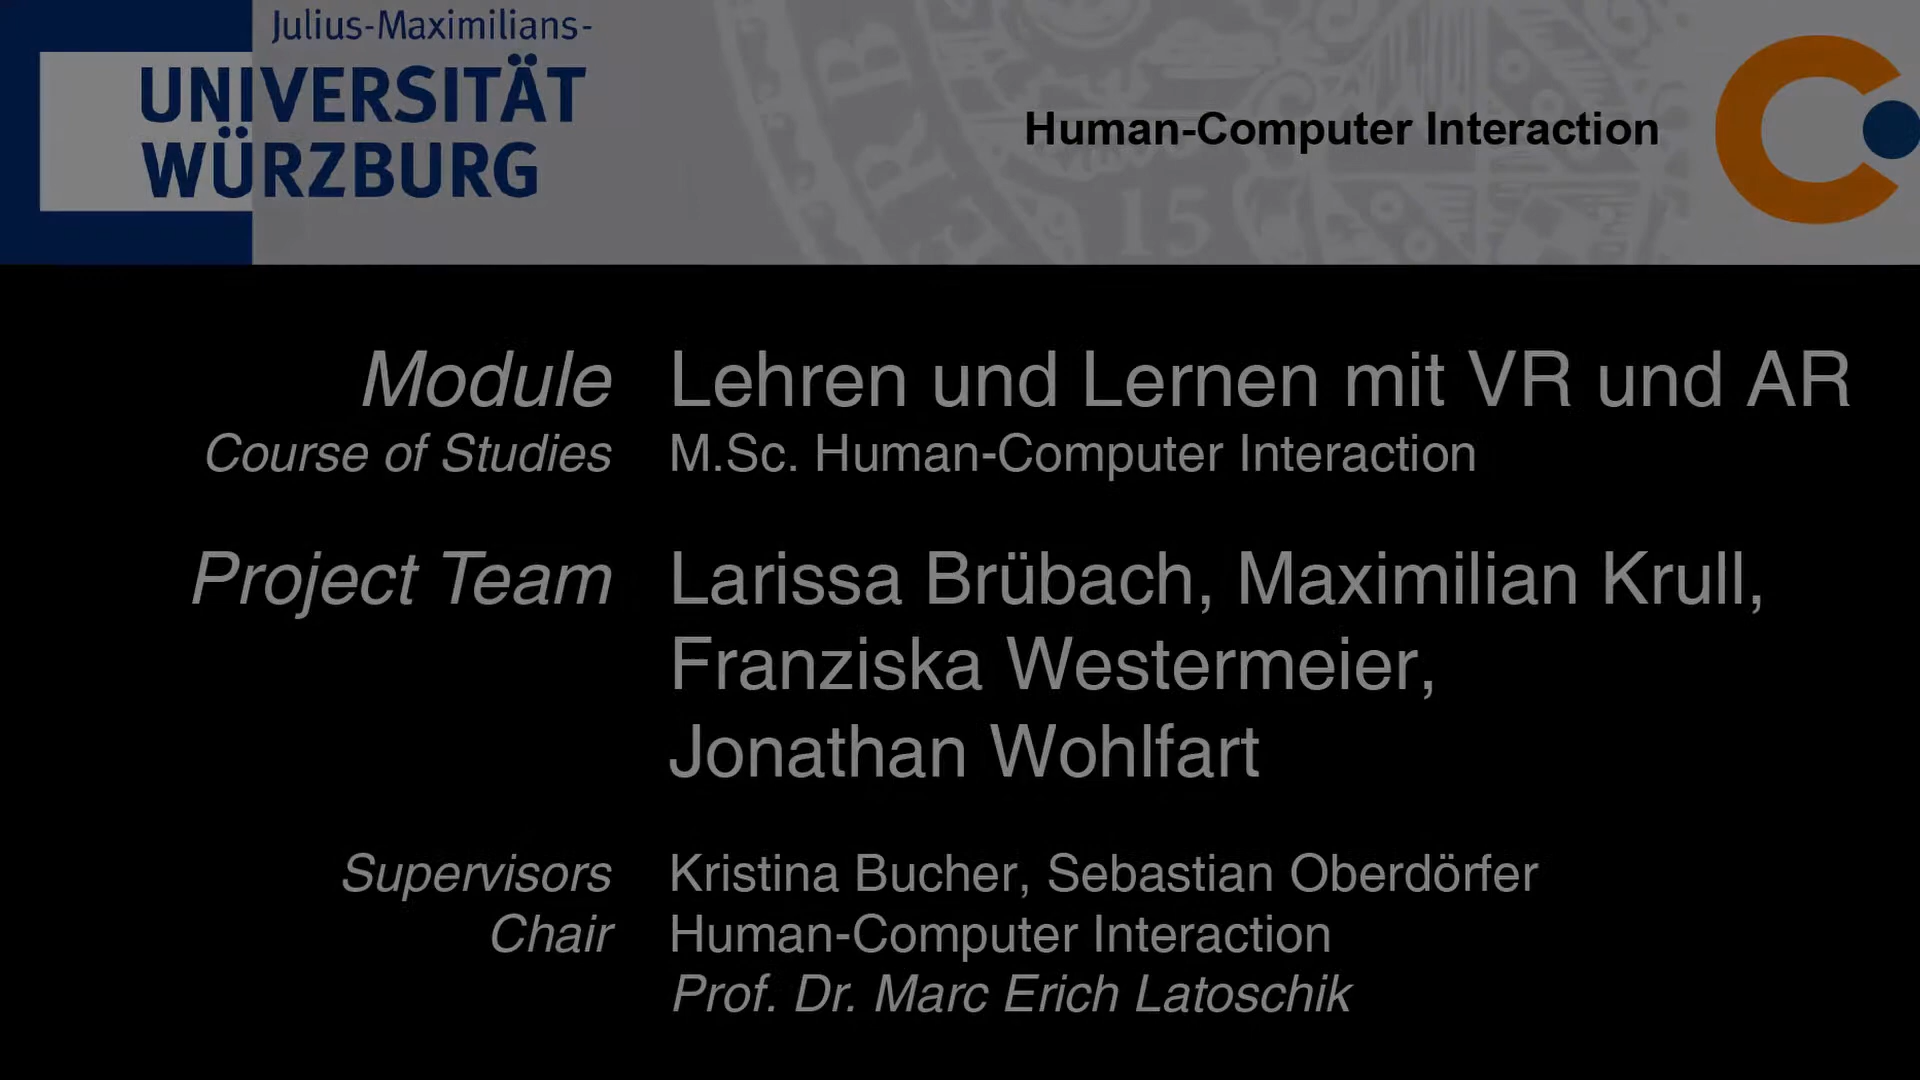 Julius-Maximilians-
UNIVERSITÄT
WÜRZBURG
Human-Computer Interaction
RB
15
Module Lehren und Lernen mit VR und AR
Course of Studies M.Sc. Human-Computer Interaction
Project Team Larissa Brübach, Maximilian Krull,
Franziska Westermeier,
Jonathan Wohlfart
Supervisors Kristina Bucher, Sebastian Oberdörfer
Chair Human-Computer Interaction
Prof. Dr. Marc Erich Latoschik